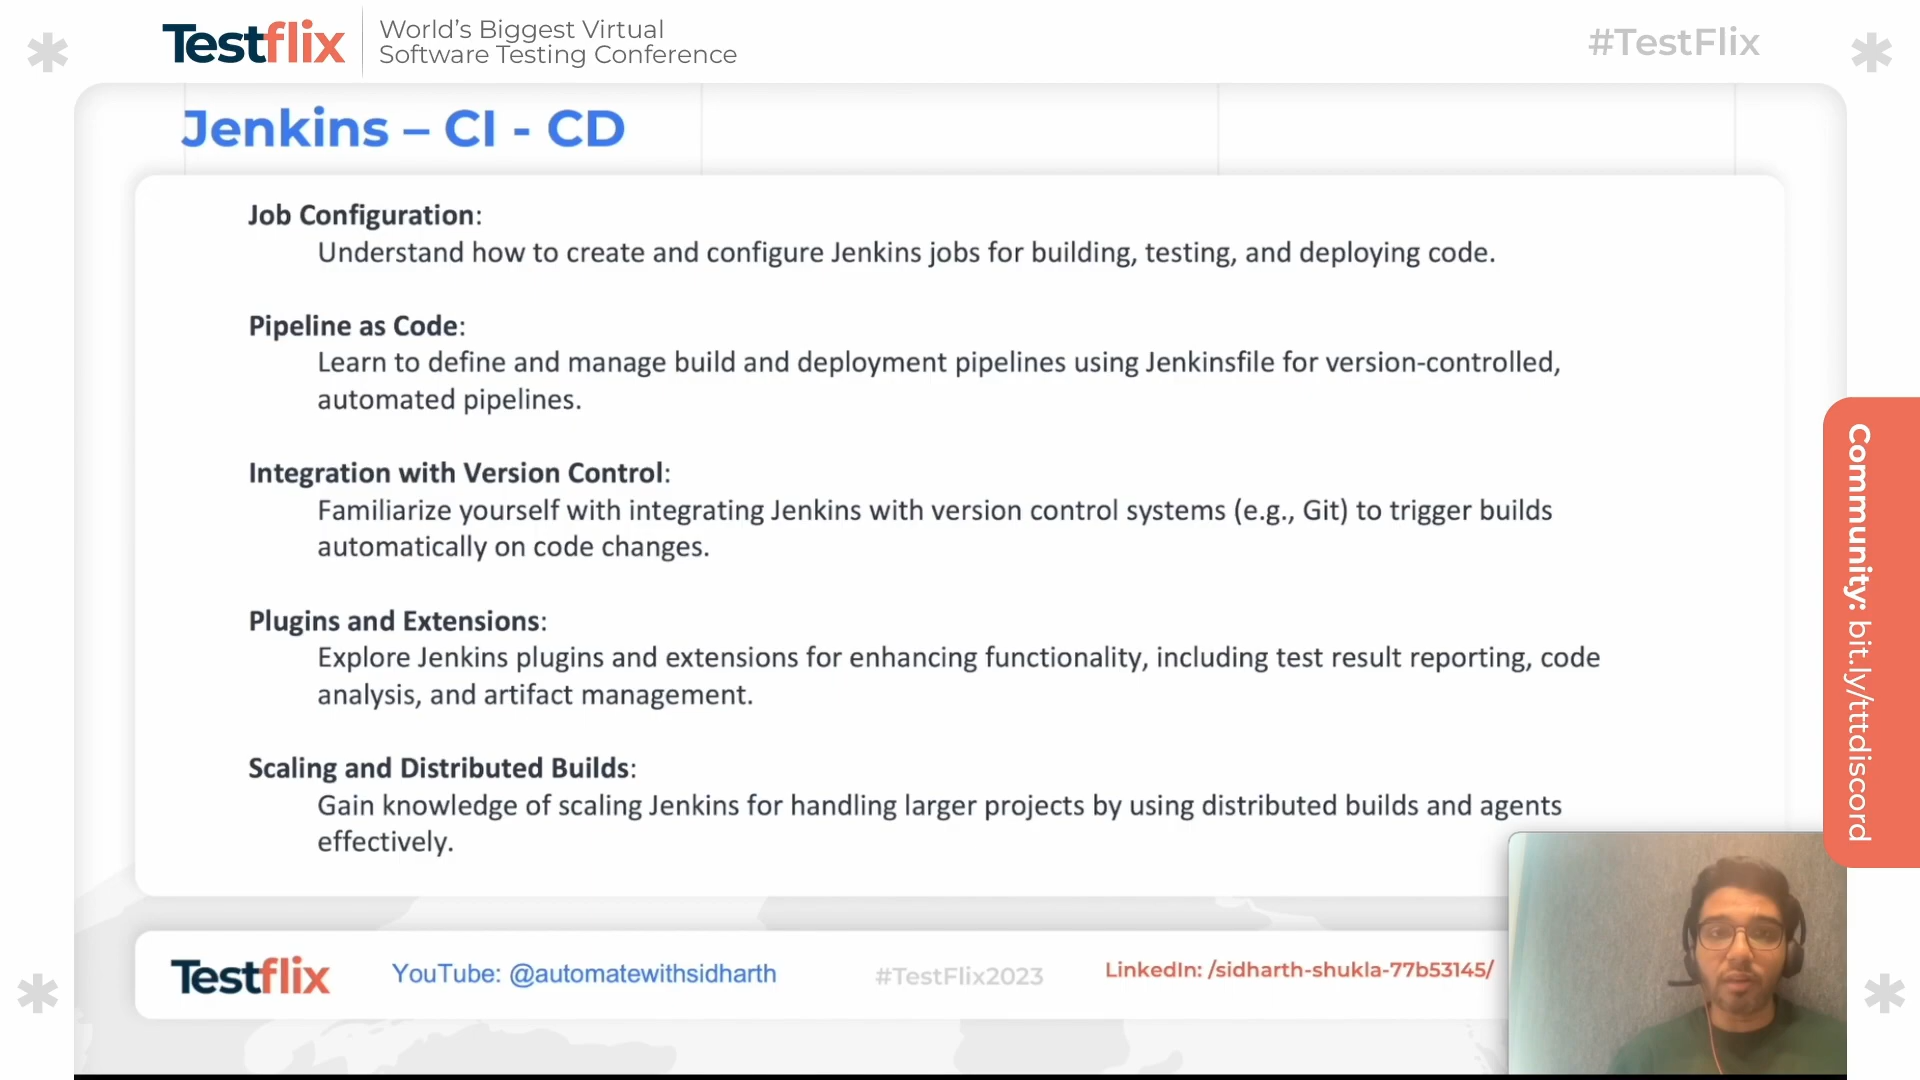 Testflix
World's Biggest Virtual
Software Testing Conference
#TestFlix
Jenkins – CI - CD
Job Configuration:
Understand how to create and configure Jenkins jobs for building, testing, and deploying code.
Pipeline as Code:
Learn to define and manage build and deployment pipelines using Jenkinsfile for version-controlled,
automated pipelines.
Integration with Version Control:
Familiarize yourself with integrating Jenkins with version control systems (e.g., Git) to trigger builds
automatically on code changes.
Plugins and Extensions:
Explore Jenkins plugins and extensions for enhancing functionality, including test result reporting, code
analysis, and artifact management.
Scaling and Distributed Builds:
Gain knowledge of scaling Jenkins for handling larger projects by using distributed builds and agents
effectively.
Community: bit.ly/tttdiscord
Testflix
YouTube: @automatewithsidharth
#TestFlix2023
LinkedIn: /sidharth-shukla-77b53145/